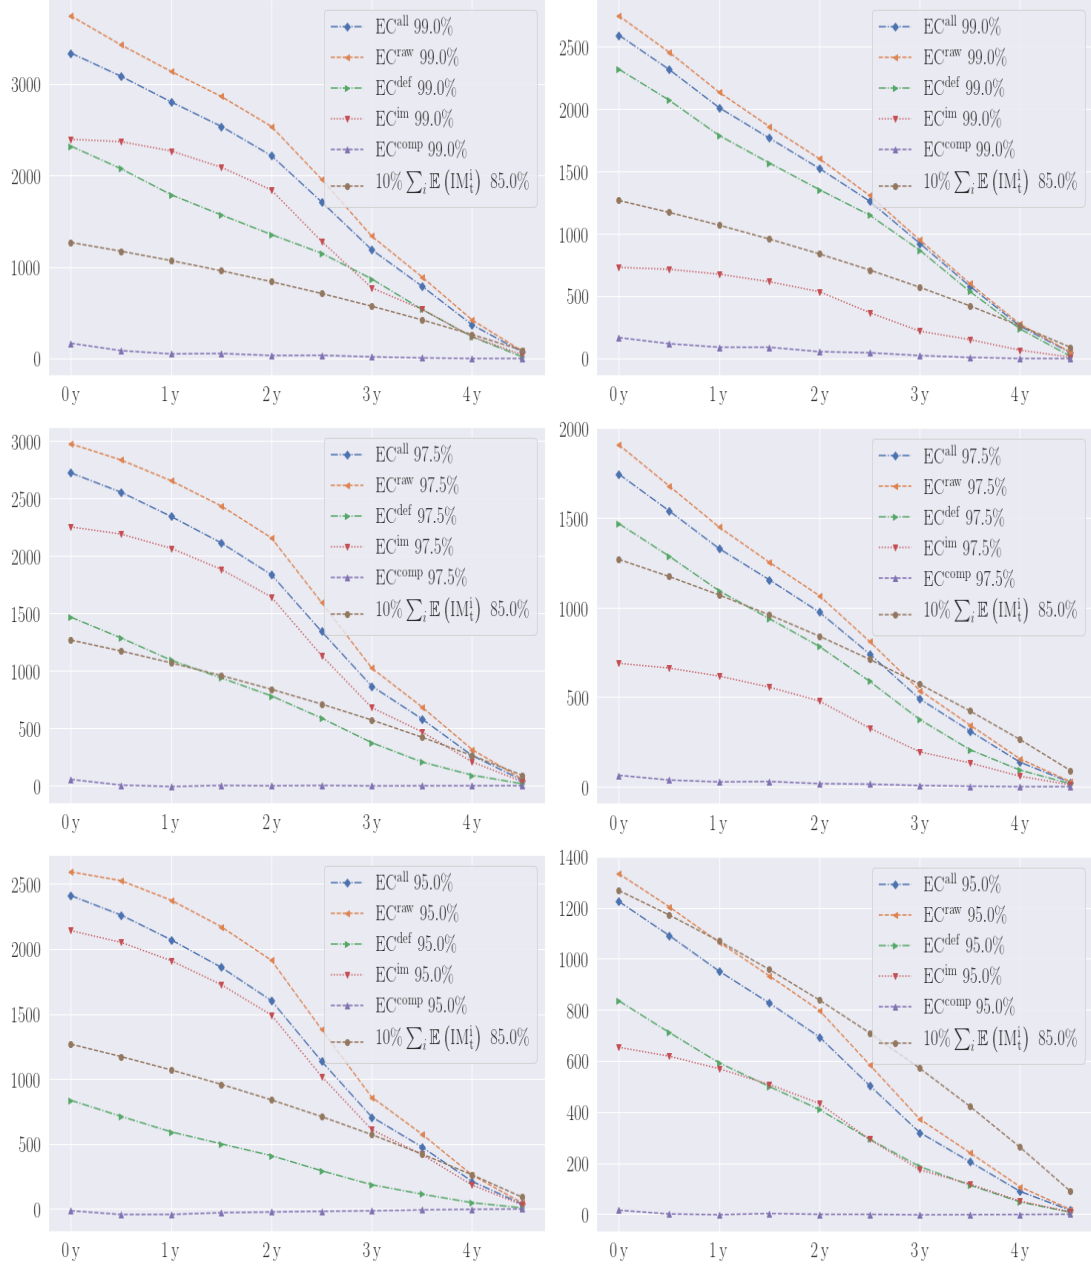 EC^all 99.0%
EC^raw 99.0%
EC^def 99.0%
EC^im 99.0%
EC^comp 99.0%
10% ∑_i 𝔼 (IM_t^i) 85.0%
3000
2000
1000
0
0y 1y 2y 3y 4y
EC^all 99.0%
EC^raw 99.0%
EC^def 99.0%
EC^im 99.0%
EC^comp 99.0%
10% ∑_i 𝔼 (IM_t^i) 85.0%
2500
2000
1500
1000
500
0
0y 1y 2y 3y 4y
EC^all 97.5%
EC^raw 97.5%
EC^def 97.5%
EC^im 97.5%
EC^comp 97.5%
10% ∑_i 𝔼 (IM_t^i) 85.0%
3000
2500
2000
1500
1000
500
0
0y 1y 2y 3y 4y
EC^all 97.5%
EC^raw 97.5%
EC^def 97.5%
EC^im 97.5%
EC^comp 97.5%
10% ∑_i 𝔼 (IM_t^i) 85.0%
2000
1500
1000
500
0
0y 1y 2y 3y 4y
EC^all 95.0%
EC^raw 95.0%
EC^def 95.0%
EC^im 95.0%
EC^comp 95.0%
10% ∑_i 𝔼 (IM_t^i) 85.0%
2500
2000
1500
1000
500
0
0y 1y 2y 3y 4y
EC^all 95.0%
EC^raw 95.0%
EC^def 95.0%
EC^im 95.0%
EC^comp 95.0%
10% ∑_i 𝔼 (IM_t^i) 85.0%
1400
1200
1000
800
600
400
200
0
0y 1y 2y 3y 4y